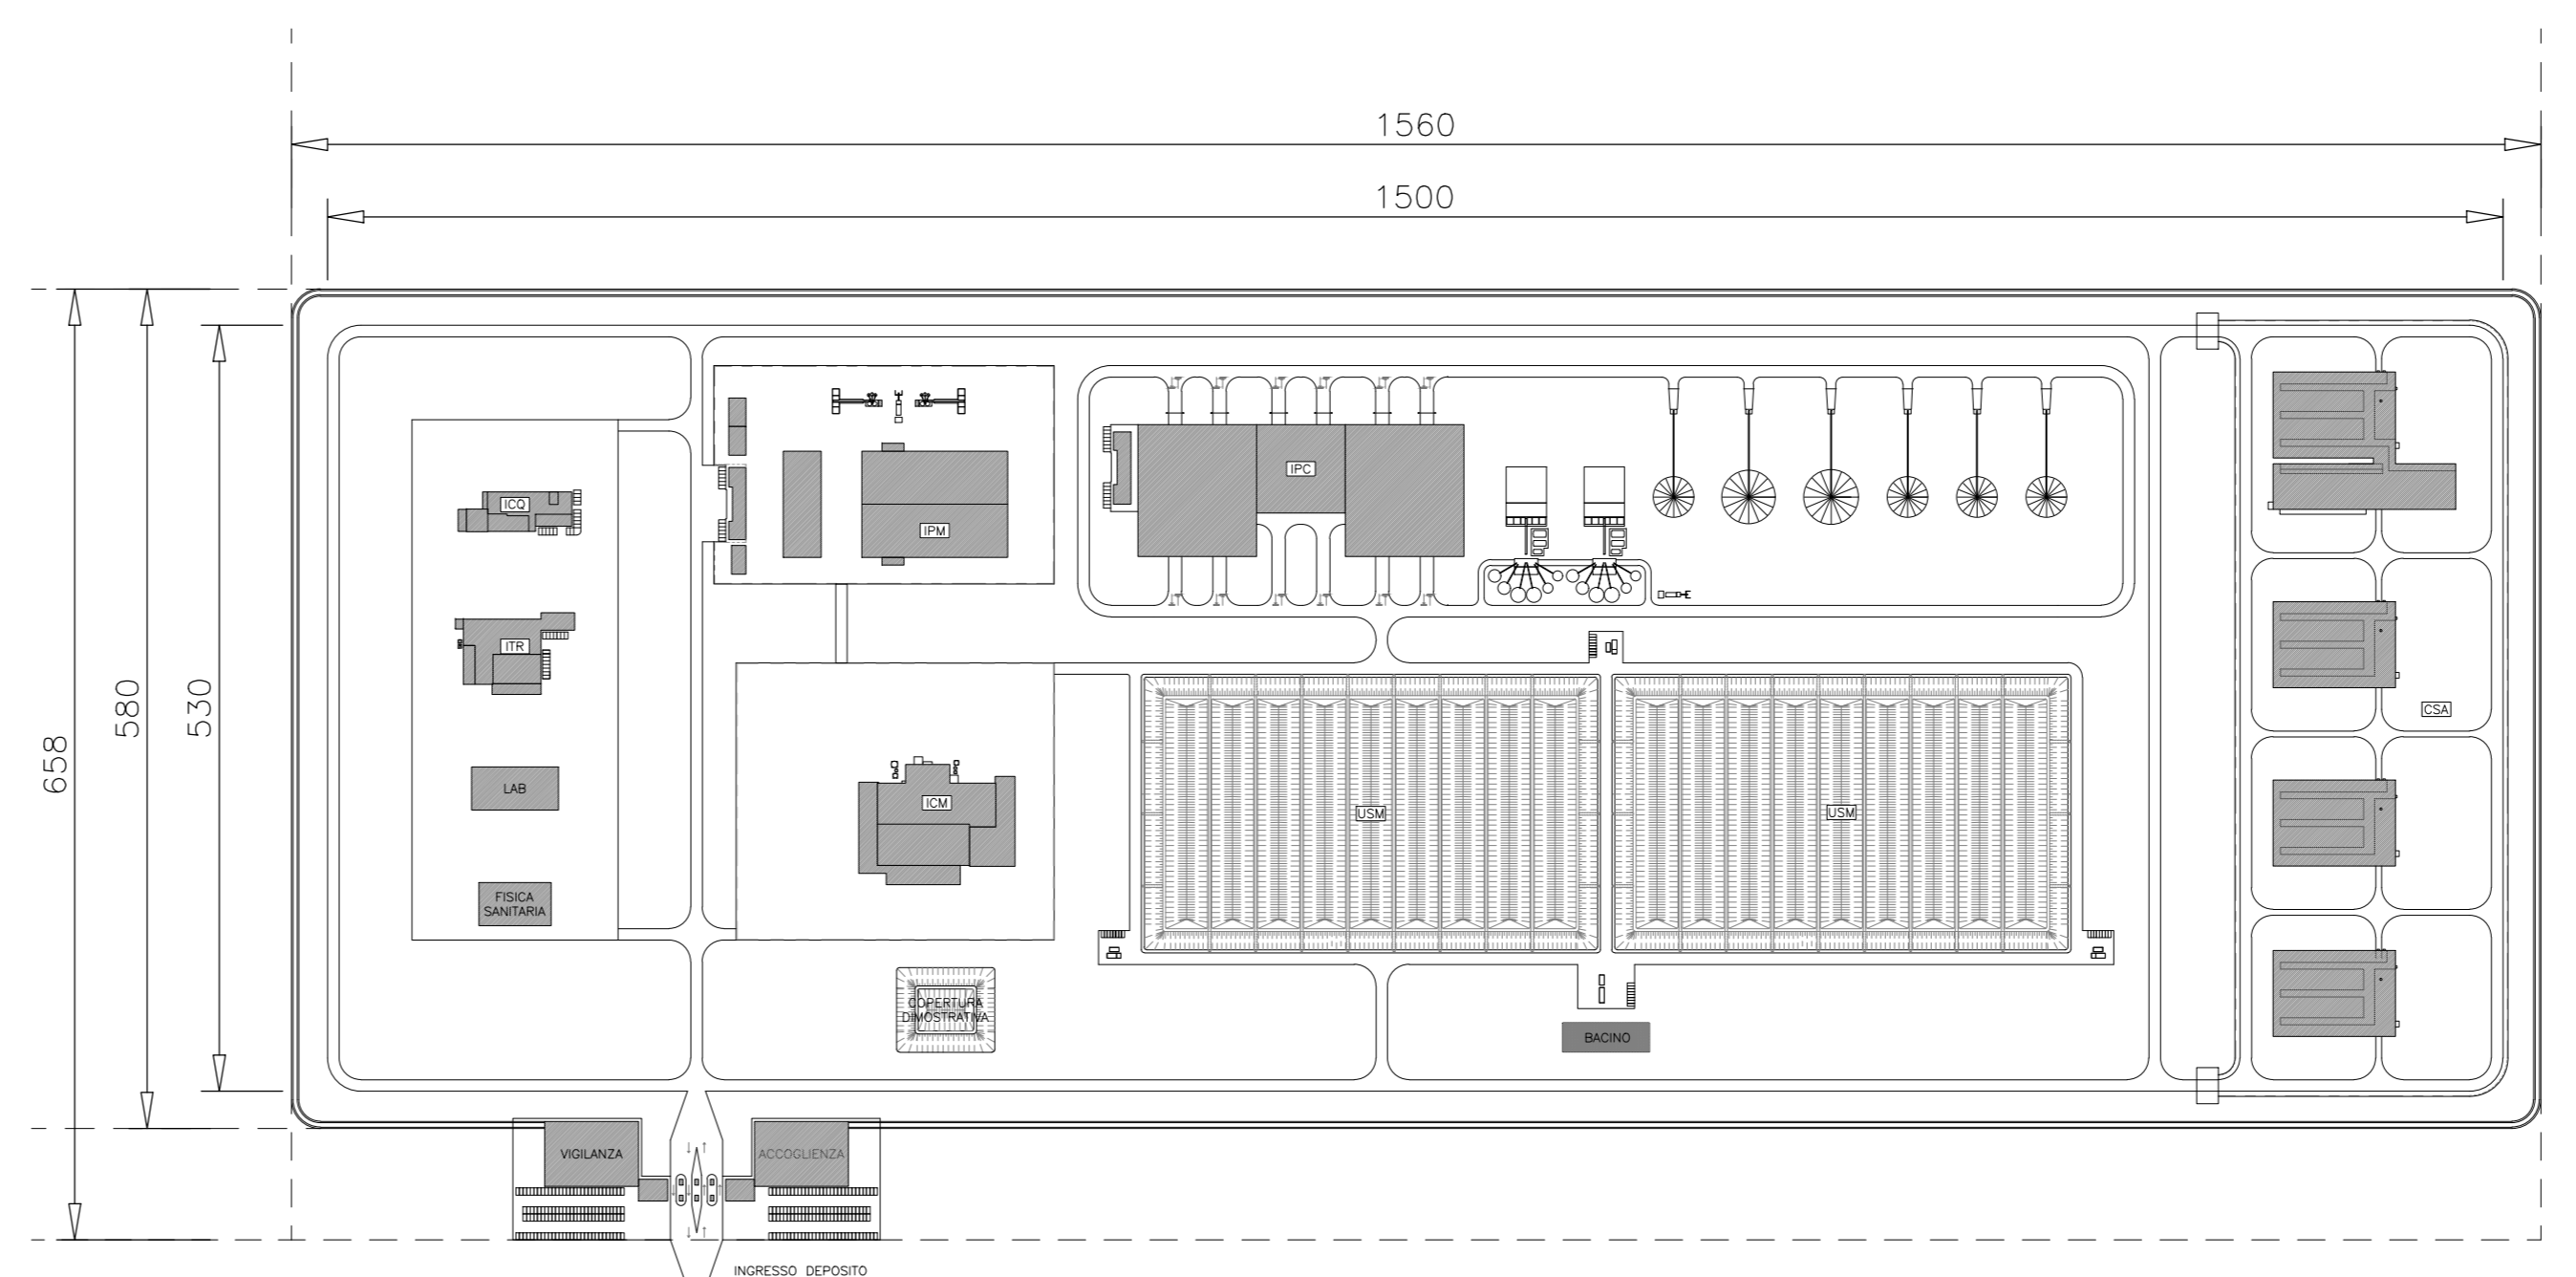 1560
1500
658
580
530
ICQ
IPM
IPC
ITR
CSA
LAB
ICM
USM
USM
FISICA
SANITARIA
COPERTURA
DIMOSTRATIVA
BACINO
VIGILANZA
ACCOGLIENZA
INGRESSO DEPOSITO